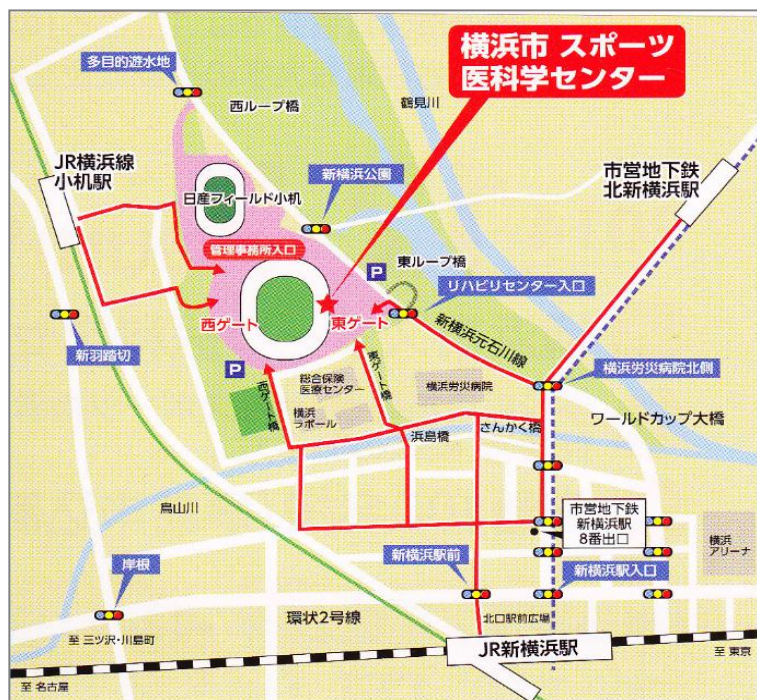 横浜市 スポーツ
医科学センター
多目的遊水地
西ループ橋
鶴見川
JR横浜線
小机駅
日産フィールド小机
新横浜公園
市営地下鉄
北新横浜駅
管理事務所入口
P
東ループ橋
リハビリセンター入口
西ゲート
東ゲート
新横浜元石川線
新羽踏切
P
西ゲート橋
総合保険
医療センター
東ゲート橋
横浜労災病院
横浜労災病院北側
横浜
ラポール
浜鳥橋
さんかく橋
ワールドカップ大橋
鳥山川
市営地下鉄
新横浜駅
8番出口
横浜
アリーナ
岸根
新横浜駅前
新横浜駅入口
環状2号線
北口駅前広場
至 三ツ沢・川島町
JR新横浜駅
至 東京
至 名古屋